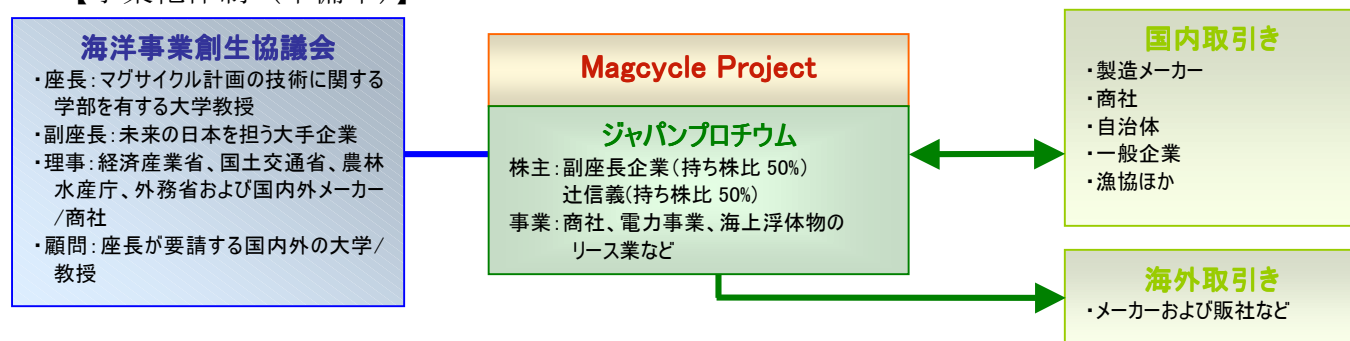 海洋事業創生協議会
・座長：マグサイクル計画の技術に関する
学部を有する大学教授
・副座長：未来の日本を担う大手企業
・理事：経済産業省、国土交通省、農林
水産庁、外務省および国内外メーカー
/商社
・顧問：座長が要請する国内外の大学/
教授
Magcycle Project
ジャパンプロチウム
株主：副座長企業（持ち株比 50%）
辻信義(持ち株比 50%)
事業：商社、電力事業、海上浮体物の
リース業など
国内取引き
・製造メーカー
・商社
・自治体
・一般企業
・漁協ほか
海外取引き
・メーカーおよび販社など